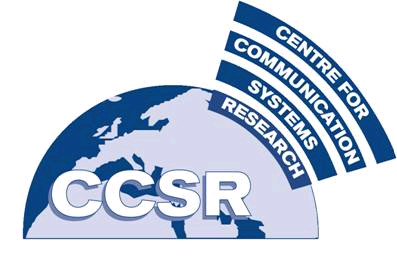 CENTRE FOR
COMMUNICATION
SYSTEMS
RESEARCH
CCSR